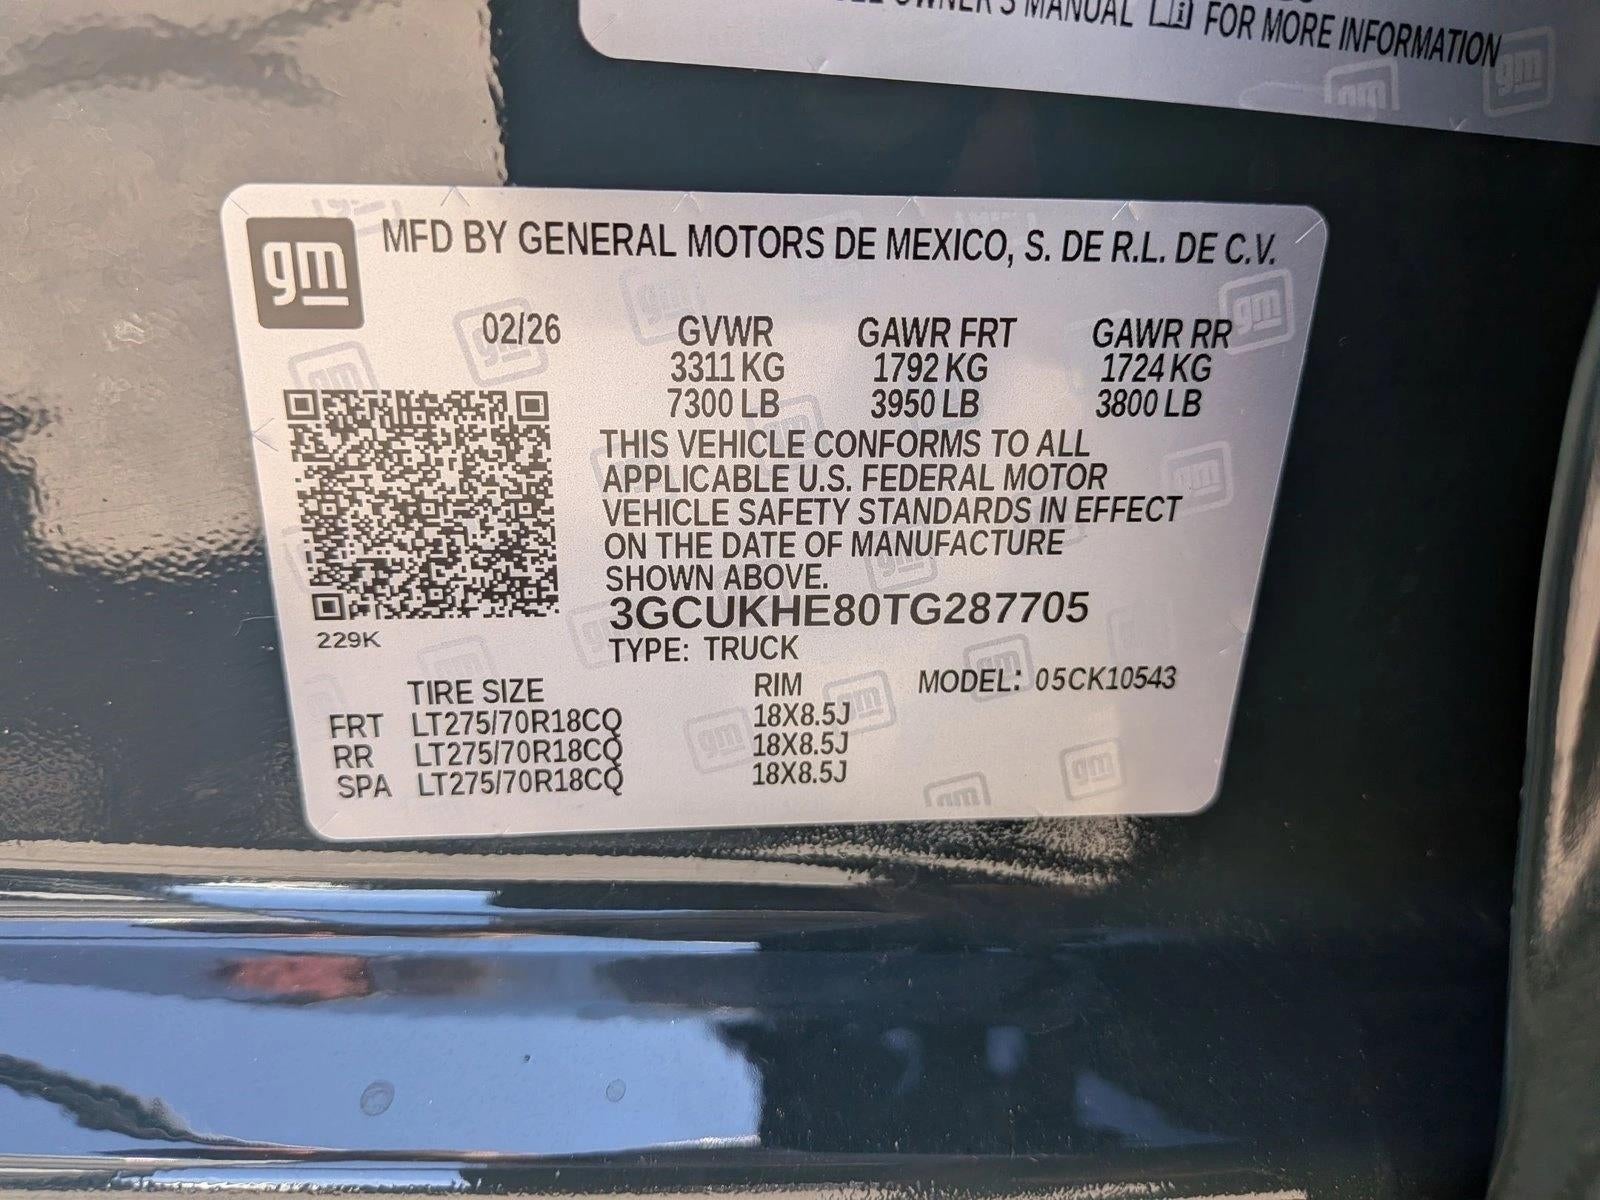 OWNER'S MANUAL FOR MORE INFORMATION
gm
MFD BY GENERAL MOTORS DE MEXICO, S. DE R.L. DE C.V.
02/26 GVWR GAWR FRT GAWR RR
3311 KG 1792 KG 1724 KG
7300 LB 3950 LB 3800 LB
THIS VEHICLE CONFORMS TO ALL
APPLICABLE U.S. FEDERAL MOTOR
VEHICLE SAFETY STANDARDS IN EFFECT
ON THE DATE OF MANUFACTURE
SHOWN ABOVE.
3GCUKHE80TG287705
229K
TYPE: TRUCK
TIRE SIZE RIM MODEL: 05CK10543
FRT LT275/70R18CQ 18X8.5J
RR LT275/70R18CQ 18X8.5J
SPA LT275/70R18CQ 18X8.5J